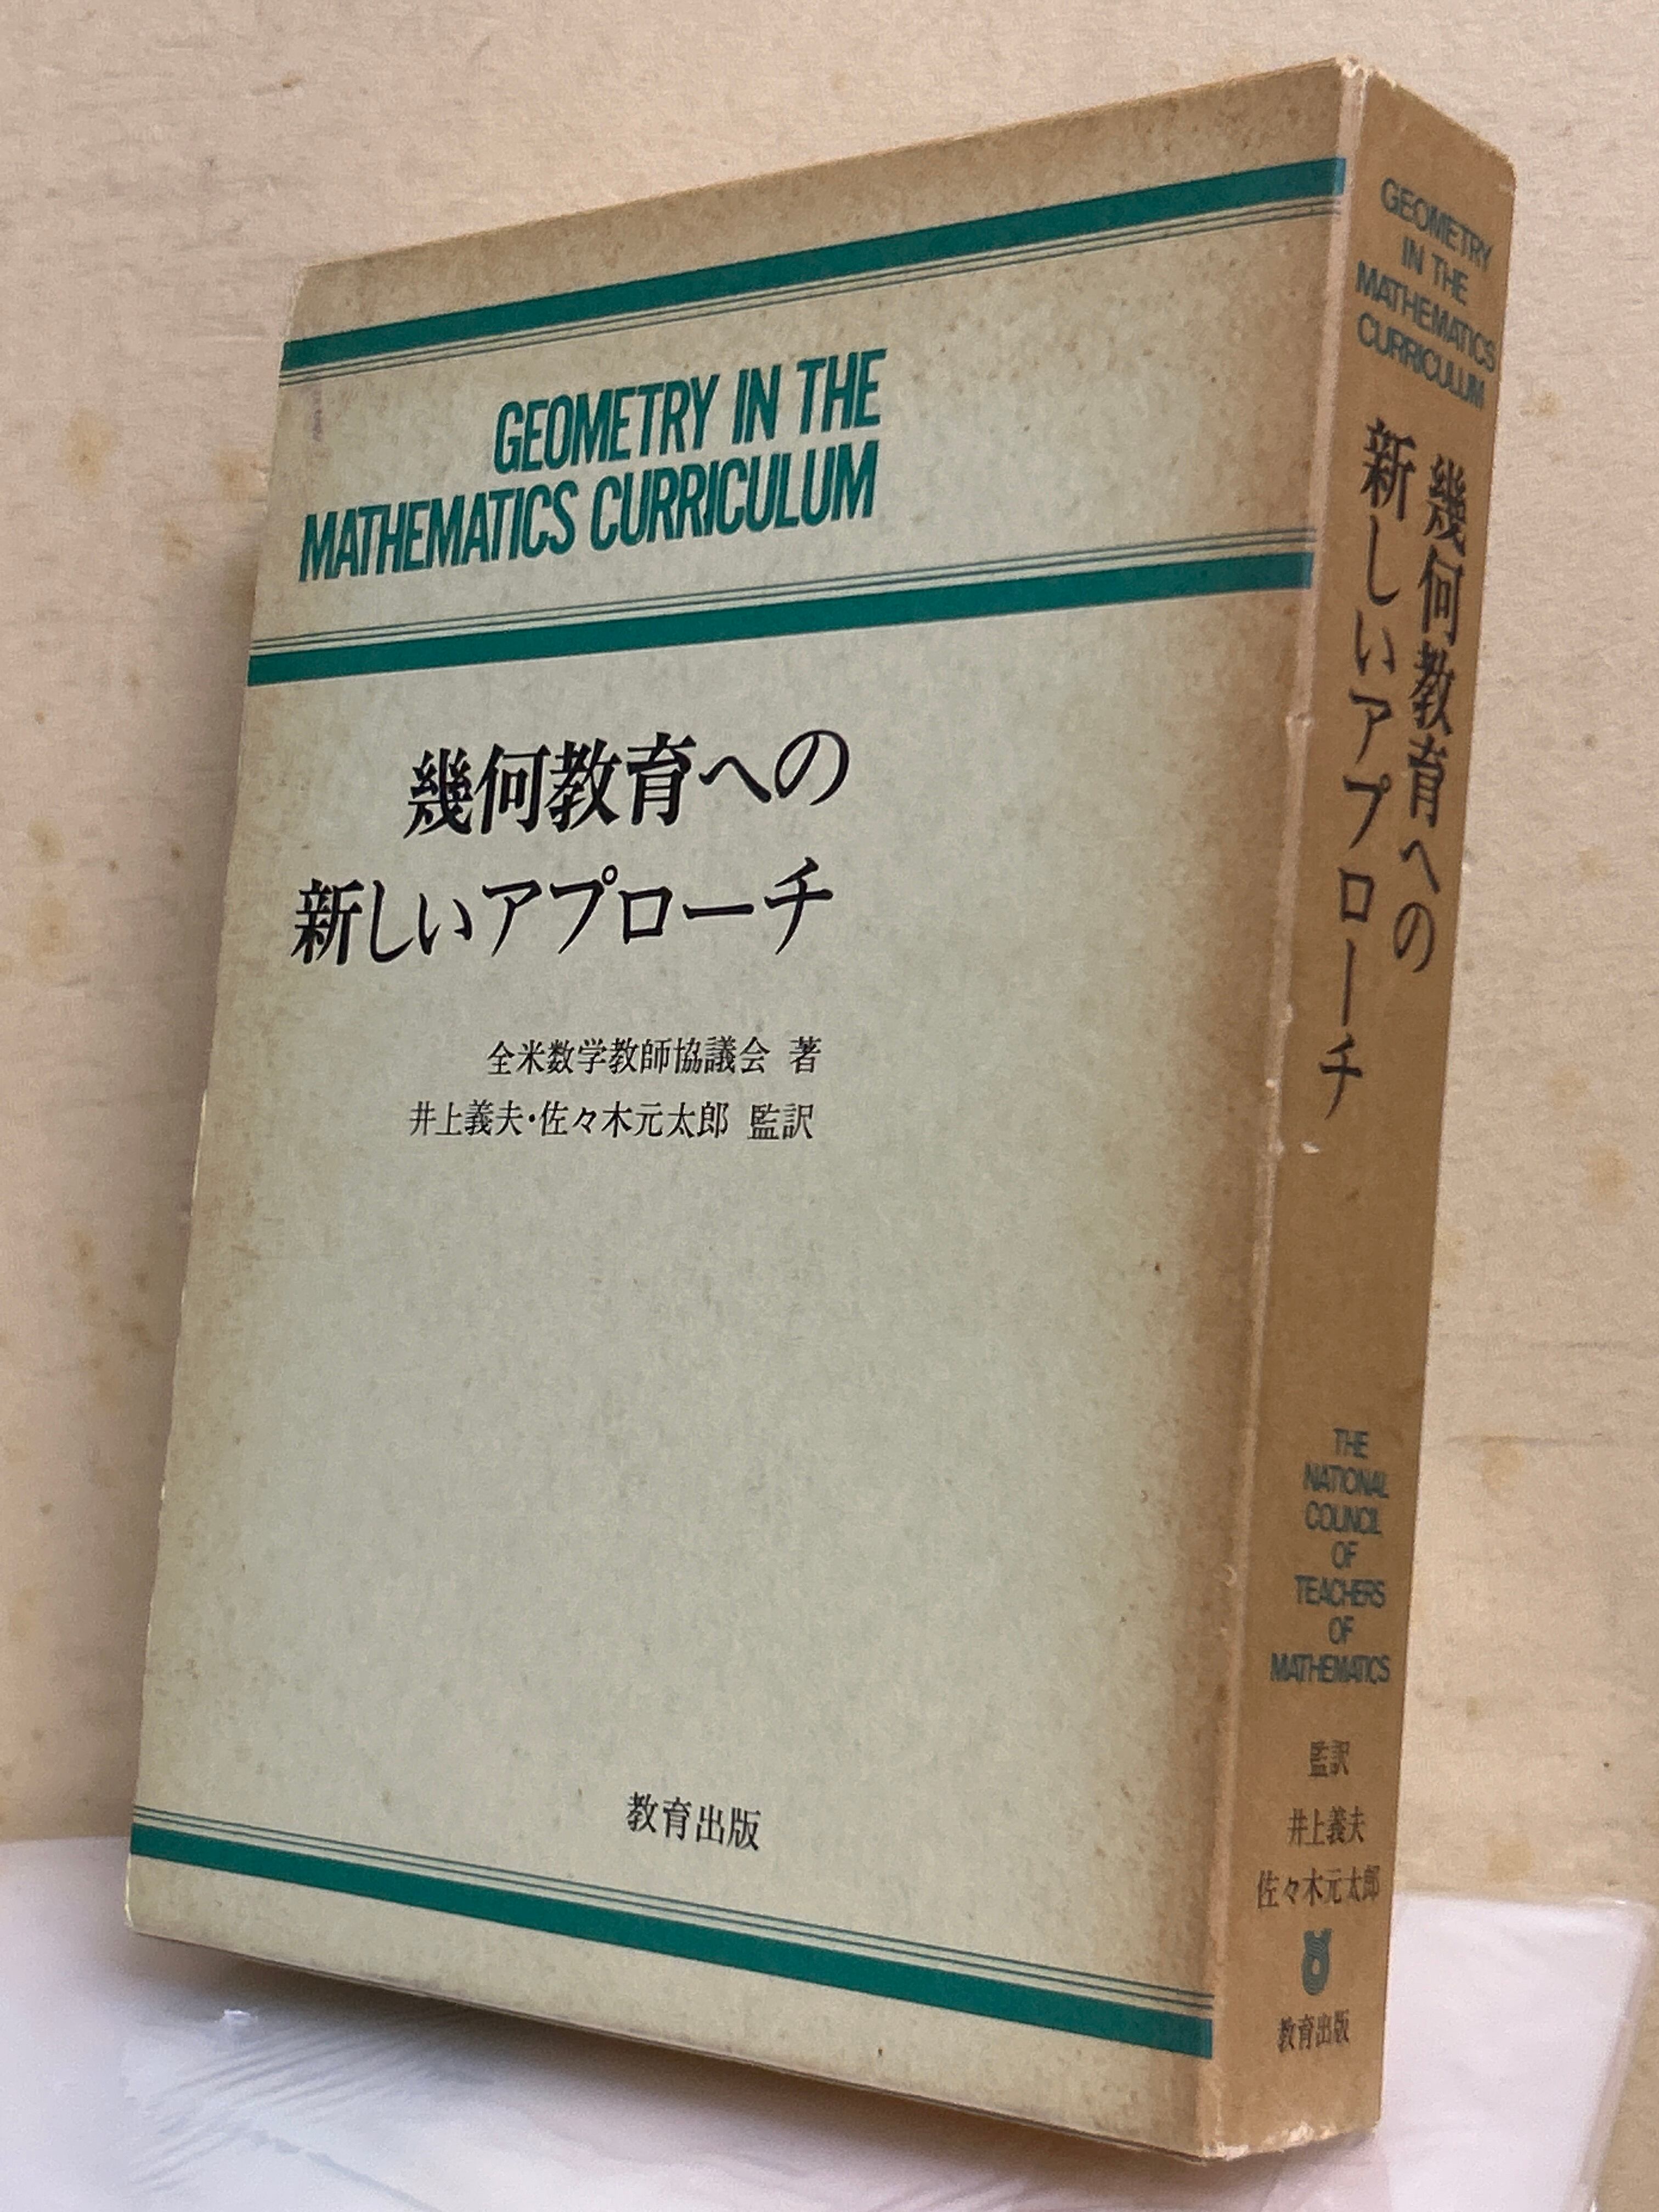 GEOMETRY IN THE
MATHEMATICS CURRICULUM
幾何教育への
新しいアプローチ
全米数学教師協議会 著
井上義夫・佐々木元太郎 監訳
教育出版
GEOMETRY
IN THE
MATHEMATICS
CURRICULUM
幾何教育への
新しいアプローチ
THE
NATIONAL
COUNCIL
OF
TEACHERS
OF
MATHEMATICS
監訳
井上義夫
佐々木元太郎
教育出版